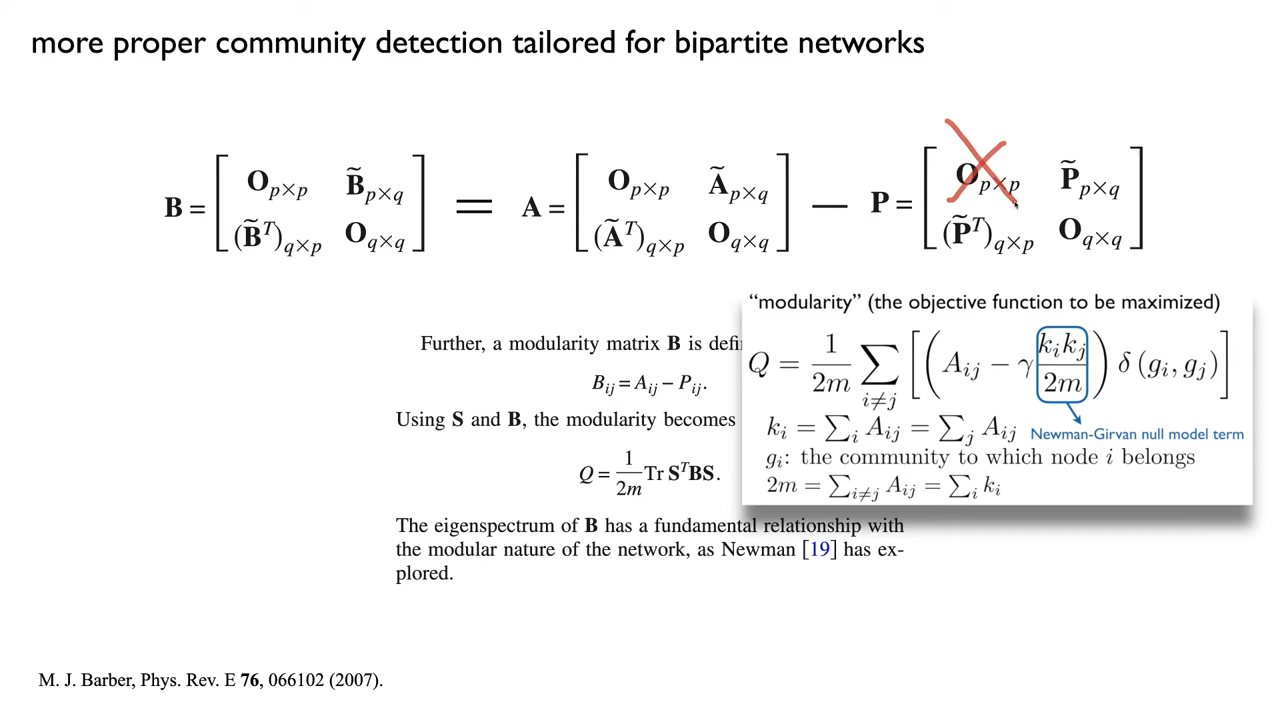 more proper community detection tailored for bipartite networks
B = [ O_{p×p} B̃_{p×q} ; (B̃^T)_{q×p} O_{q×q} ] = A = [ O_{p×p} Ã_{p×q} ; (Ã^T)_{q×p} O_{q×q} ] − P = [ O_{p×p} P̃_{p×q} ; (P̃^T)_{q×p} O_{q×q} ]
"modularity" (the objective function to be maximized)
Q = \frac{1}{2m} ∑_{i≠j} [ ( A_{ij} − γ \frac{k_i k_j}{2m} ) δ (g_i, g_j) ]
k_i = ∑_i A_{ij} = ∑_j A_{ij} Newman-Girvan null model term
g_i: the community to which node i belongs
2m = ∑_{i≠j} A_{ij} = ∑_i k_i
Further, a modularity matrix B is defi
B_{ij} = A_{ij} − P_{ij}.
Using S and B, the modularity becomes
Q = \frac{1}{2m} Tr S^T BS.
The eigenspectrum of B has a fundamental relationship with
the modular nature of the network, as Newman [19] has ex-
plored.
M. J. Barber, Phys. Rev. E 76, 066102 (2007).